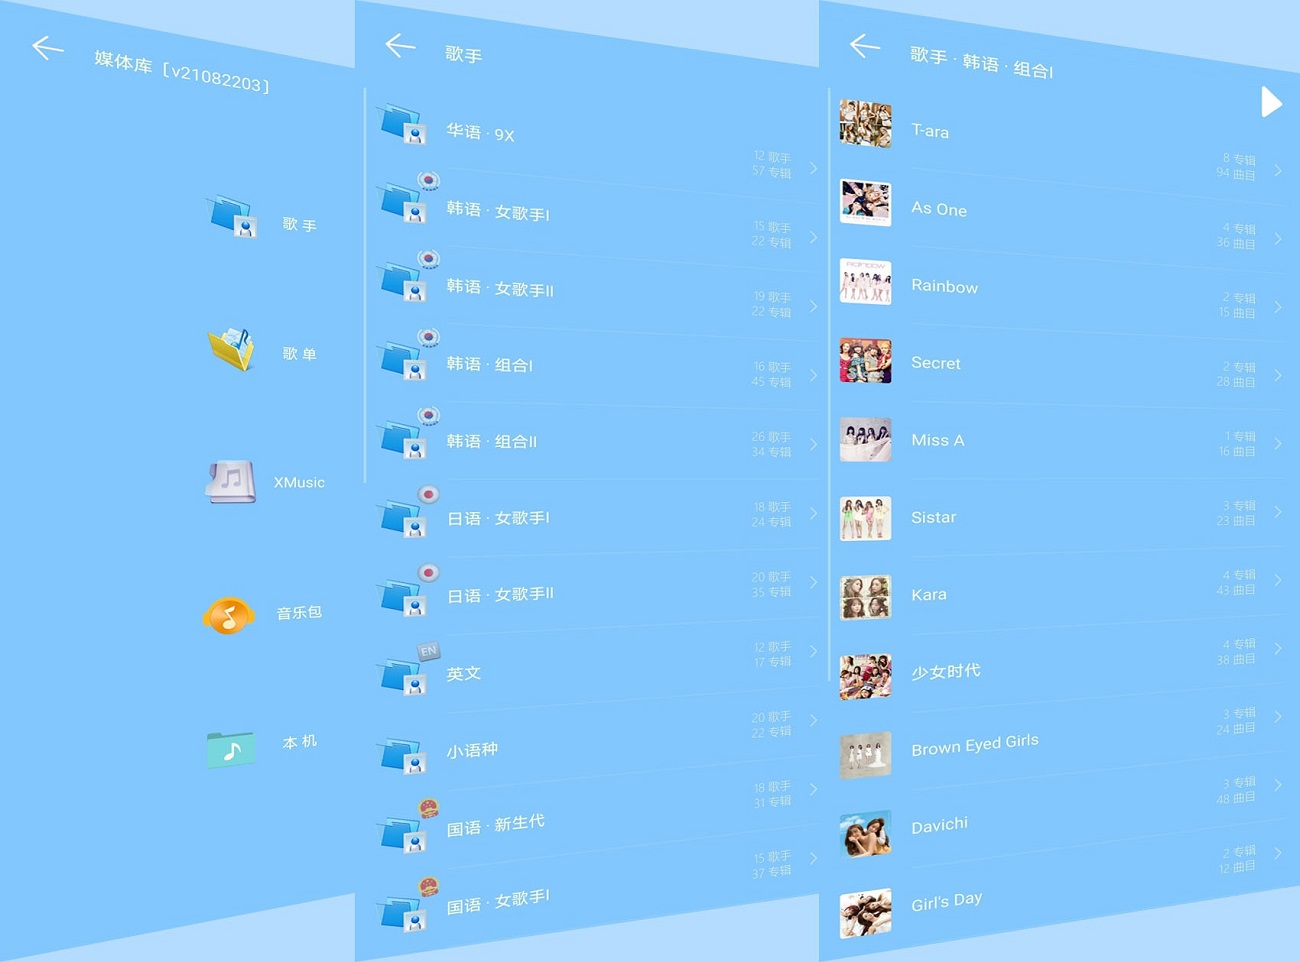 媒体库［v21082203］
歌 手
歌 单
XMusic
音乐包
本 机
歌手
华语 · 9X
12 歌手
57 专辑
韩语 · 女歌手I
15 歌手
22 专辑
韩语 · 女歌手II
19 歌手
22 专辑
韩语 · 组合I
16 歌手
45 专辑
韩语 · 组合II
26 歌手
34 专辑
日语 · 女歌手I
18 歌手
24 专辑
日语 · 女歌手II
20 歌手
35 专辑
EN
英文
12 歌手
17 专辑
小语种
20 歌手
22 专辑
国语 · 新生代
18 歌手
31 专辑
国语 · 女歌手I
15 歌手
37 专辑
歌手 · 韩语 · 组合I
T-ara
8 专辑
94 曲目
As One
4 专辑
36 曲目
Rainbow
2 专辑
15 曲目
Secret
2 专辑
28 曲目
Miss A
1 专辑
16 曲目
Sistar
3 专辑
23 曲目
Kara
4 专辑
43 曲目
少女时代
4 专辑
38 曲目
Brown Eyed Girls
3 专辑
24 曲目
Davichi
3 专辑
48 曲目
Girl's Day
2 专辑
12 曲目